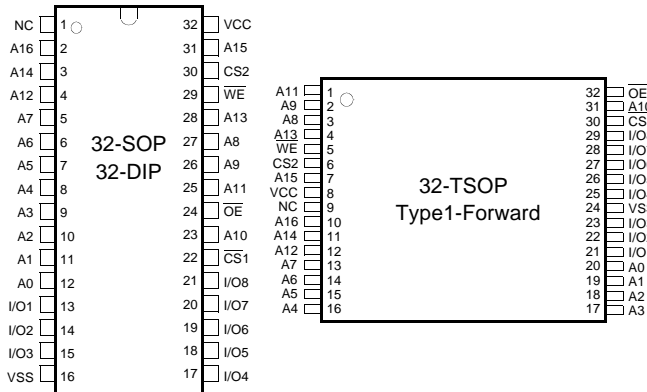 NC 1 32 VCC
A16 2 31 A15
A14 3 30 CS2
A12 4 29 W̅E̅
A7 5 28 A13
A6 6 27 A8
A5 7 26 A9
A4 8 25 A11
A3 9 24 O̅E̅
A2 10 23 A10
A1 11 22 C̅S̅1
A0 12 21 I/O8
I/O1 13 20 I/O7
I/O2 14 19 I/O6
I/O3 15 18 I/O5
VSS 16 17 I/O4
32-SOP
32-DIP
A11 1 32 O̅E̅
A9 2 31 A10
A8 3 30 CS
A13 4 29 I/O
W̅E̅ 5 28 I/O
CS2 6 27 I/O
A15 7 26 I/O
VCC 8 25 I/O
NC 9 24 VS
A16 10 23 I/O
A14 11 22 I/O
A12 12 21 I/O
A7 13 20 A0
A6 14 19 A1
A5 15 18 A2
A4 16 17 A3
32-TSOP
Type1-Forward